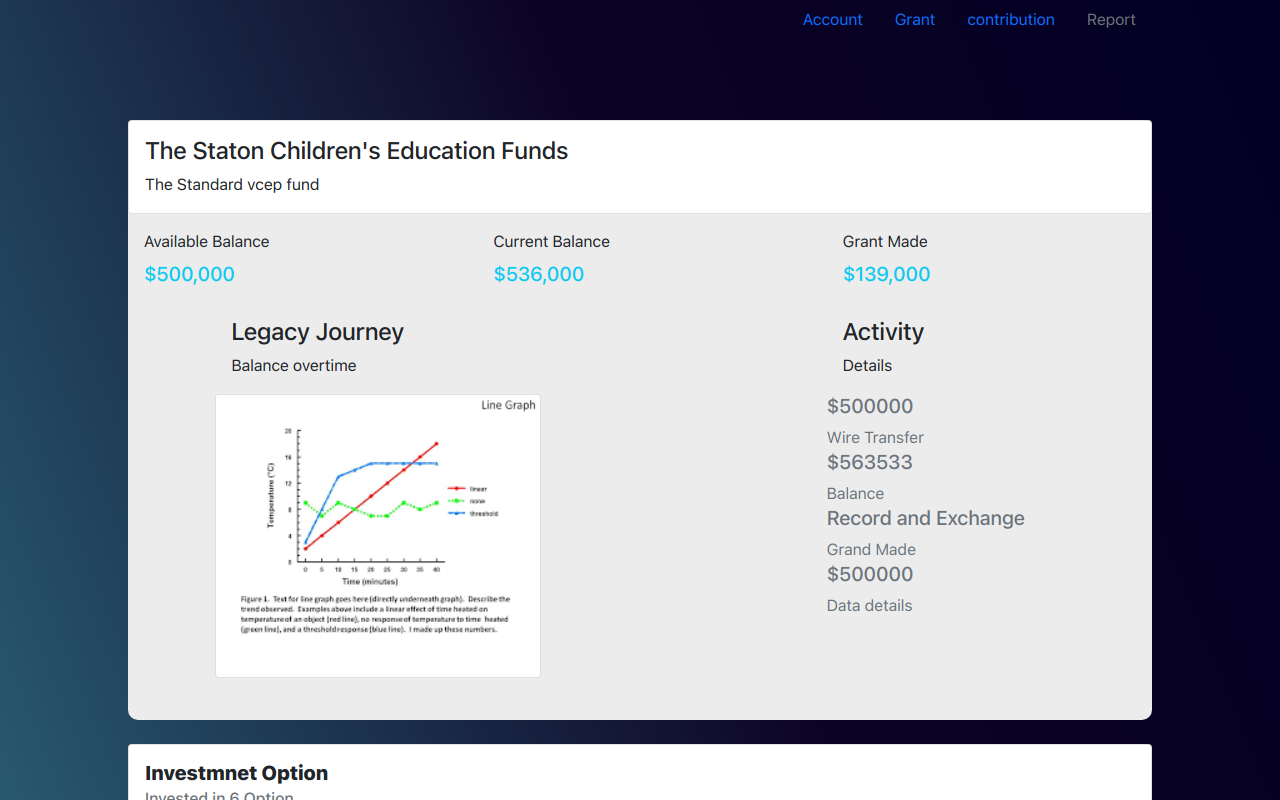 Account Grant contribution Report
The Staton Children's Education Funds
The Standard vcep fund
Available Balance Current Balance Grant Made
$500,000 $536,000 $139,000
Legacy Journey
Balance overtime
Activity
Details
Line Graph
20
16
12
8
4
0
Temperature (°C)
0 5 10 15 20 25 30 35 40
Time (minutes)
linear
none
threshold
Figure 1. Text for line graph goes here (directly underneath graph). Describe the
trend observed. Examples above include a linear effect of time heated on
temperature of an object (red line), no response of temperature to time heated
(green line), and a threshold response (blue line). I made up these numbers.
$500000
Wire Transfer
$563533
Balance
Record and Exchange
Grand Made
$500000
Data details
Investmnet Option
Invested in 6 Option